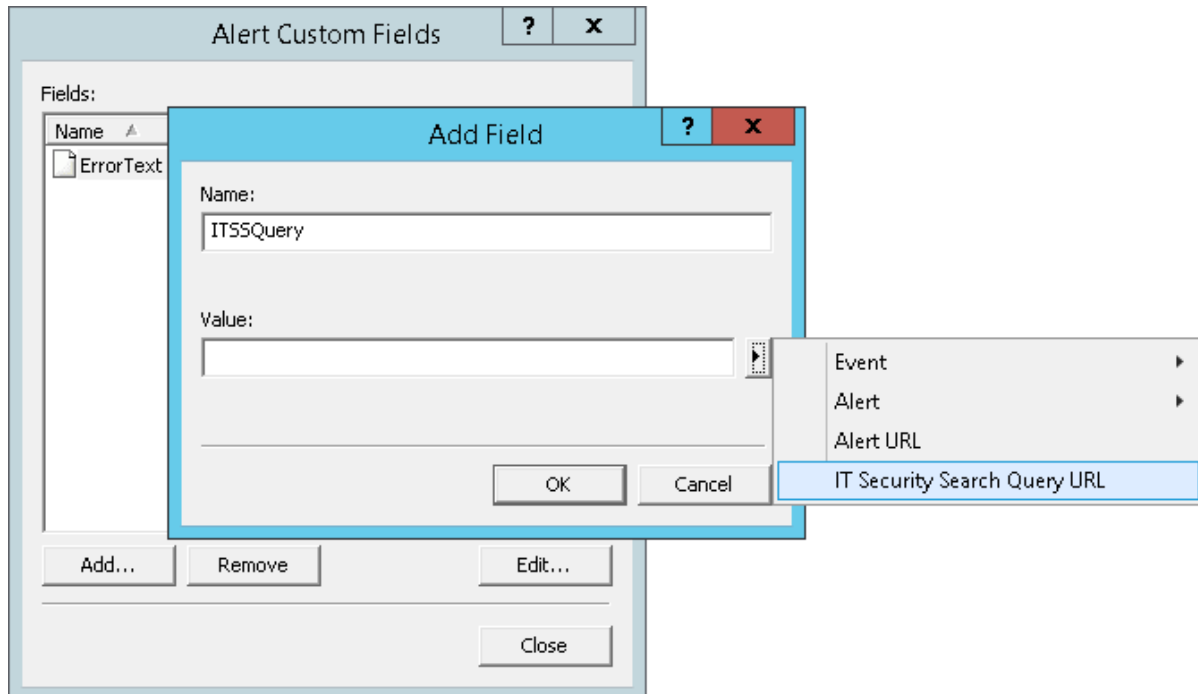 Alert Custom Fields
?
x
Fields:
Name
ErrorText
Add Field
?
x
Name:
ITSSQuery
Value:
Event
Alert
Alert URL
IT Security Search Query URL
OK
Cancel
Add...
Remove
Edit...
Close